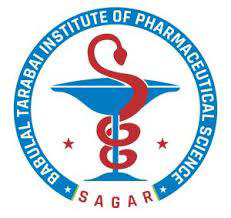 BABULAL TARABAI INSTITUTE OF PHARMACEUTICAL SCIENCE
SAGAR